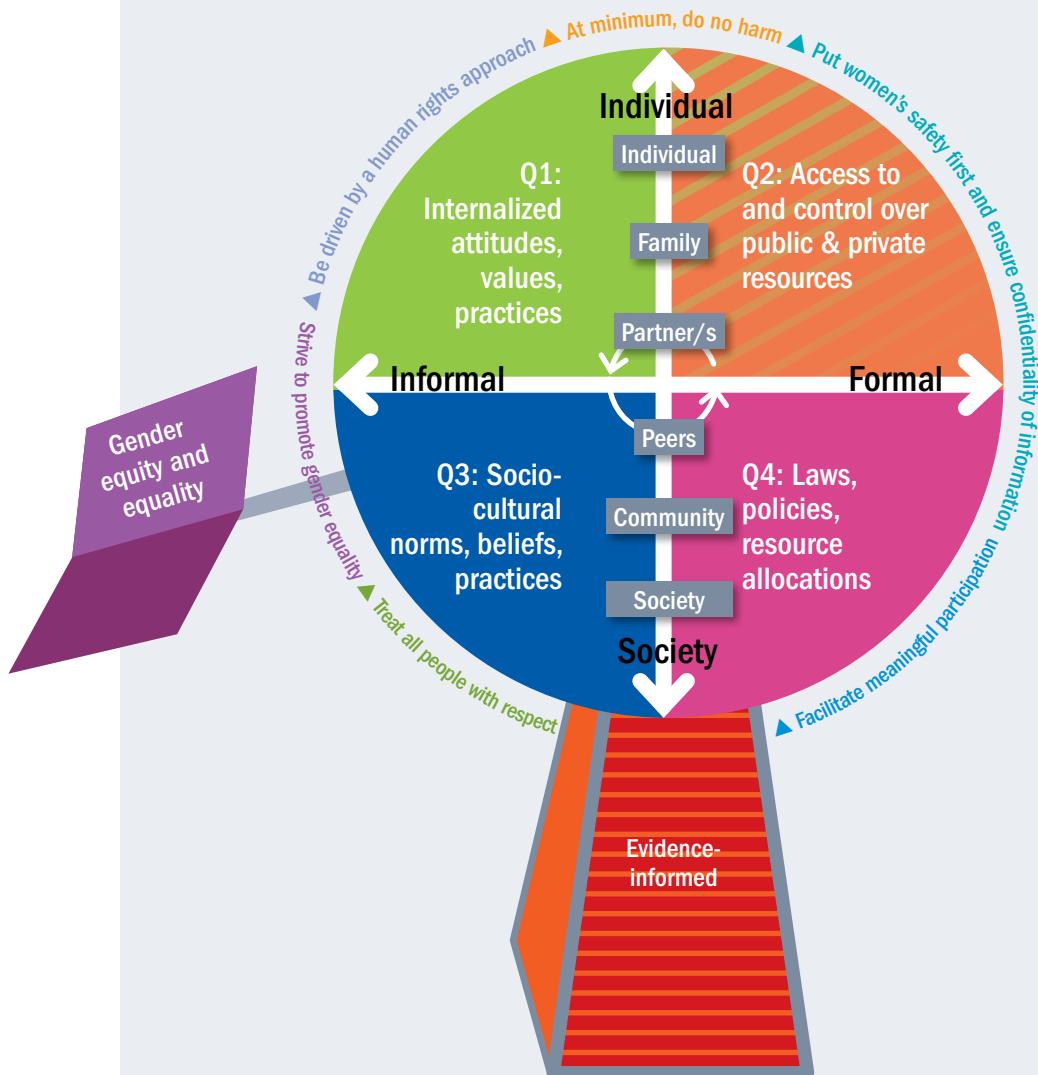 At minimum, do no harm
Put women's safety first and ensure confidentiality of information
Facilitate meaningful participation
Treat all people with respect
Strive to promote gender equality
Be driven by a human rights approach
Individual
Individual
Q1:
Internalized
attitudes,
values,
practices
Family
Q2: Access to
and control over
public & private
resources
Partner/s
Informal
Formal
Peers
Q3: Socio-
cultural
norms, beliefs,
practices
Community
Q4: Laws,
policies,
resource
allocations
Society
Society
Gender
equity and
equality
Evidence-
informed